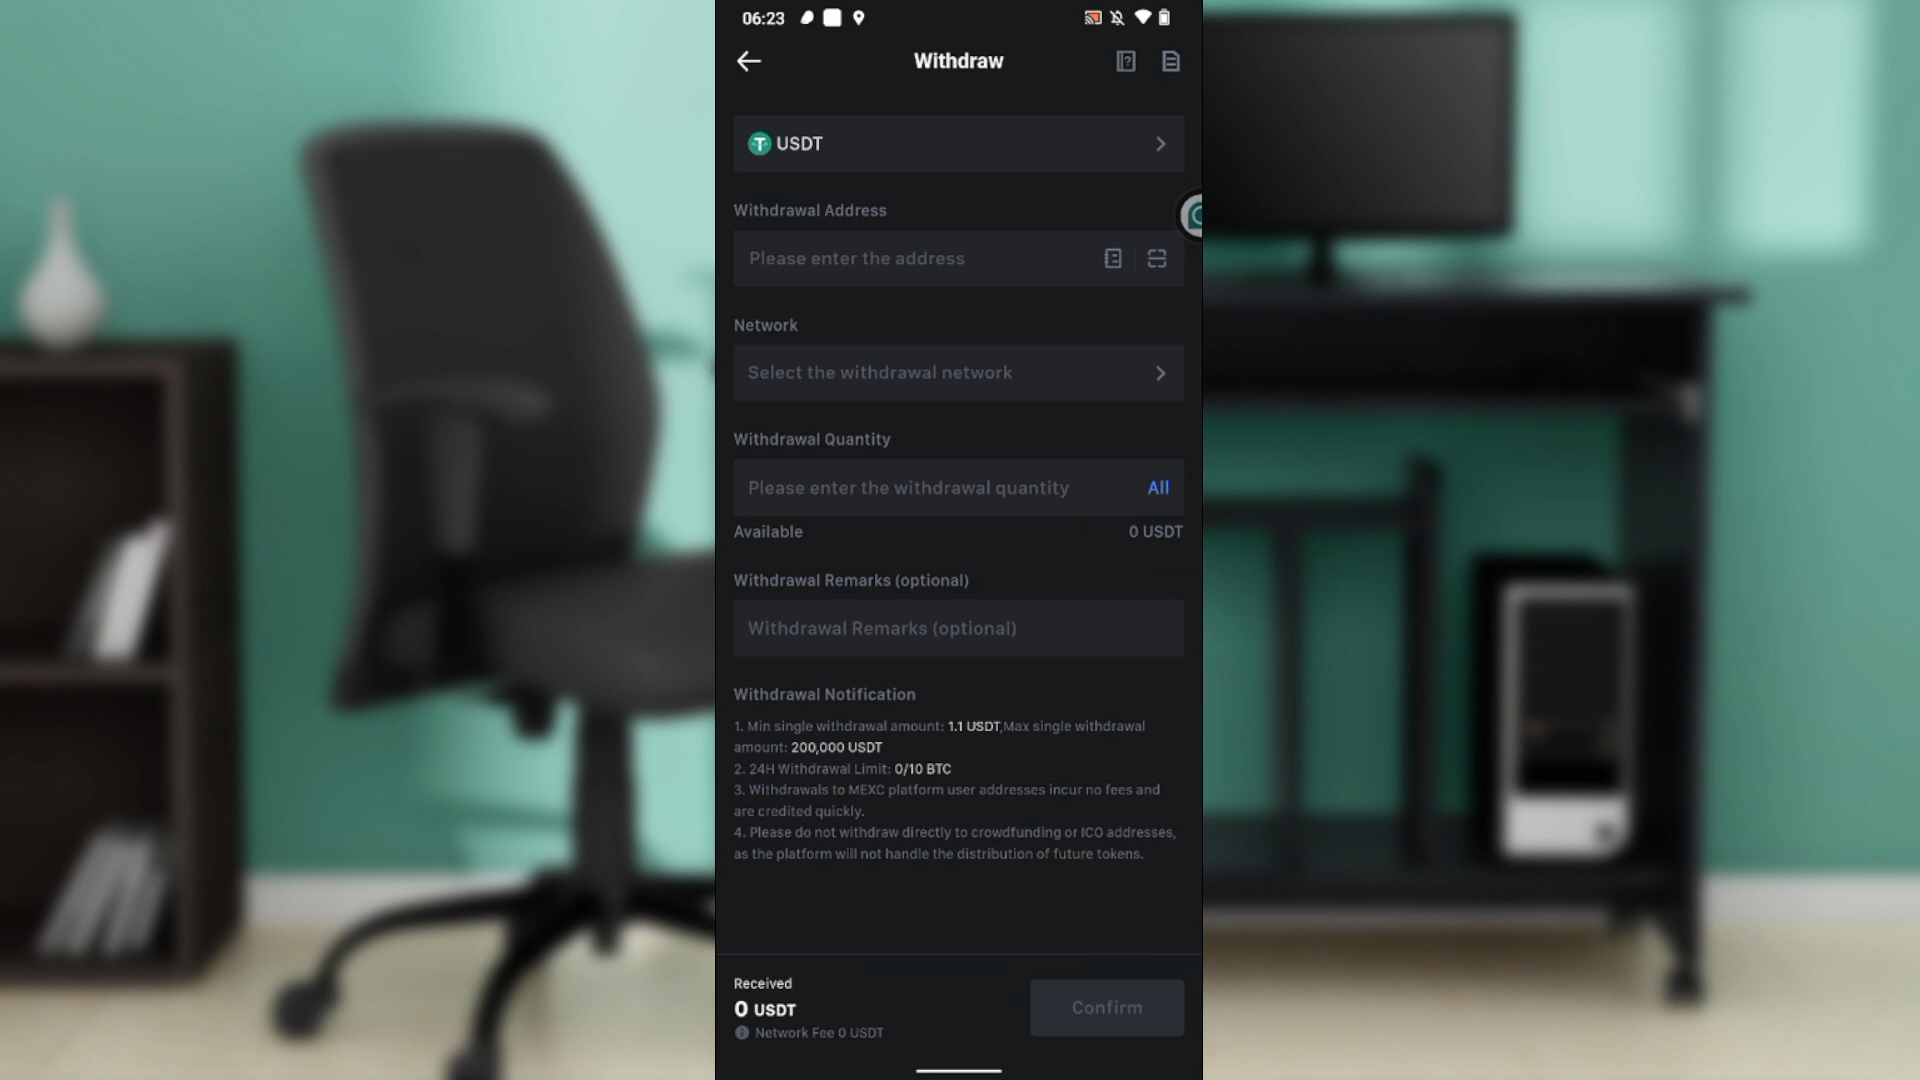 06:23
Withdraw
USDT
Withdrawal Address
Please enter the address
Network
Select the withdrawal network
Withdrawal Quantity
Please enter the withdrawal quantity All
Available 0 USDT
Withdrawal Remarks (optional)
Withdrawal Remarks (optional)
Withdrawal Notification
1. Min single withdrawal amount: 1.1 USDT,Max single withdrawal
amount: 200,000 USDT
2. 24H Withdrawal Limit: 0/10 BTC
3. Withdrawals to MEXC platform user addresses incur no fees and
are credited quickly.
4. Please do not withdraw directly to crowdfunding or ICO addresses,
as the platform will not handle the distribution of future tokens.
Received
0 USDT
Network Fee 0 USDT
Confirm